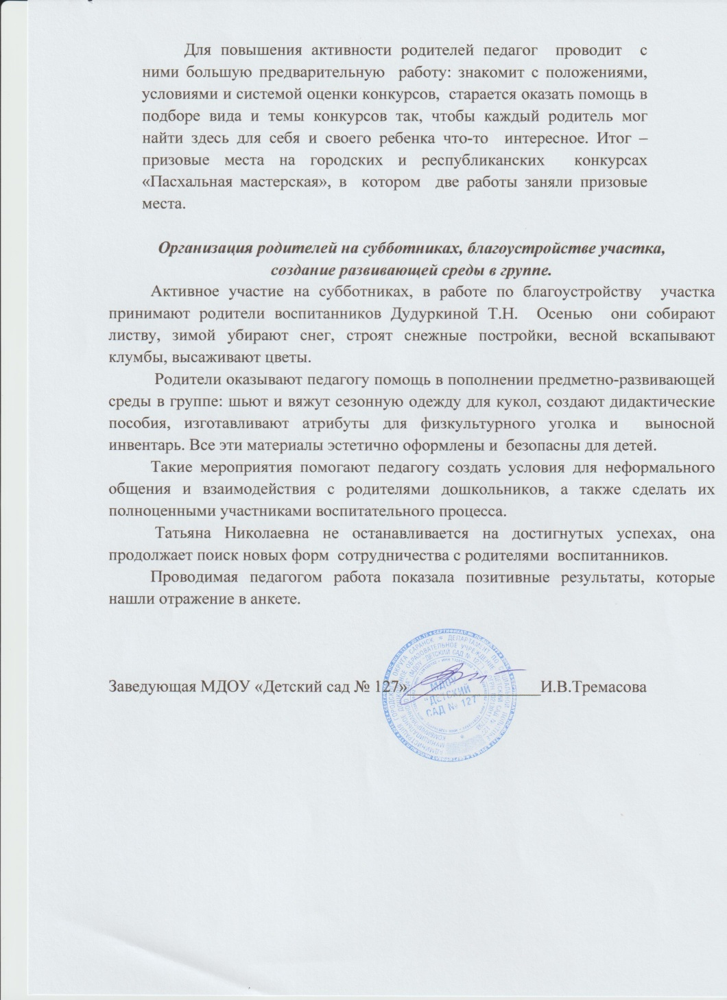 Для повышения активности родителей педагог проводит с
ними большую предварительную работу: знакомит с положениями,
условиями и системой оценки конкурсов, старается оказать помощь в
подборе вида и темы конкурсов так, чтобы каждый родитель мог
найти здесь для себя и своего ребенка что-то интересное. Итог –
призовые места на городских и республиканских конкурсах
«Пасхальная мастерская», в котором две работы заняли призовые
места.
Организация родителей на субботниках, благоустройстве участка,
создание развивающей среды в группе.
Активное участие на субботниках, в работе по благоустройству участка
принимают родители воспитанников Дудуркиной Т.Н. Осенью они собирают
листву, зимой убирают снег, строят снежные постройки, весной вскапывают
клумбы, высаживают цветы.
Родители оказывают педагогу помощь в пополнении предметно-развивающей
среды в группе: шьют и вяжут сезонную одежду для кукол, создают дидактические
пособия, изготавливают атрибуты для физкультурного уголка и выносной
инвентарь. Все эти материалы эстетично оформлены и безопасны для детей.
Такие мероприятия помогают педагогу создать условия для неформального
общения и взаимодействия с родителями дошкольников, а также сделать их
полноценными участниками воспитательного процесса.
Татьяна Николаевна не останавливается на достигнутых успехах, она
продолжает поиск новых форм сотрудничества с родителями воспитанников.
Проводимая педагогом работа показала позитивные результаты, которые
нашли отражение в анкете.
Заведующая МДОУ «Детский сад № 127»_______________И.В.Тремасова
МДОУ
"ДЕТСКИЙ
САД № 127